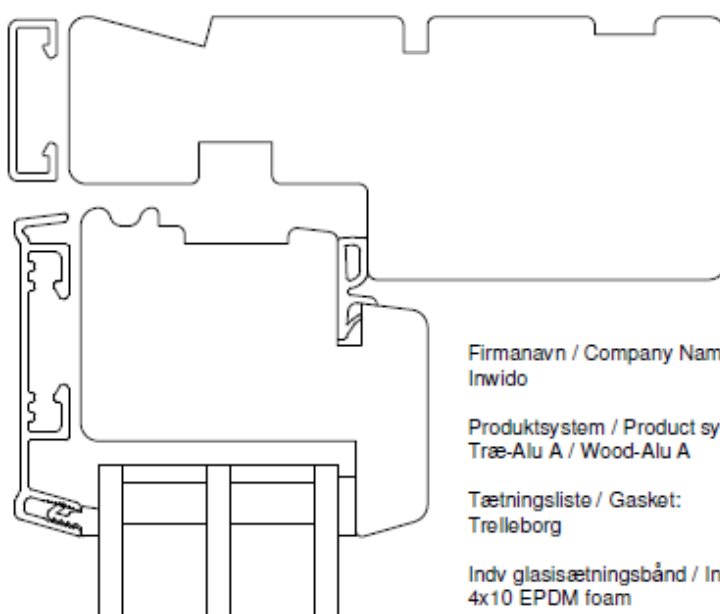 Firmanavn / Company Nam
Inwido
Produktsystem / Product sy
Træ-Alu A / Wood-Alu A
Tætningsliste / Gasket:
Trelleborg
Indv glasisætningsbånd / In
4x10 EPDM foam